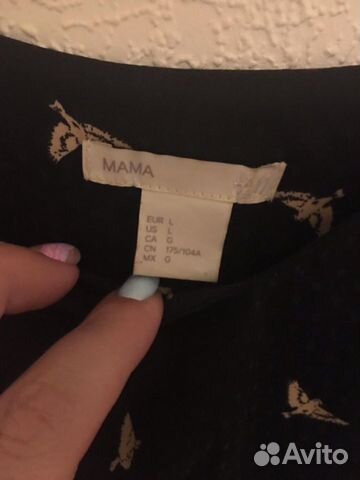 MAMA
EUR L
US L
CA G
CN 175/104A
MX G
Avito